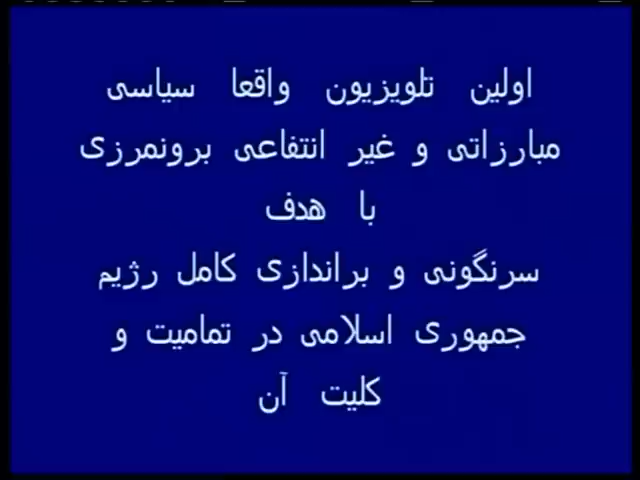 اولین تلویزیون واقعا سیاسی
مبارزاتی و غیر انتفاعی برونمرزی
با هدف
سرنگونی و براندازی کامل رژیم
جمهوری اسلامی در تمامیت و
کلیت آن